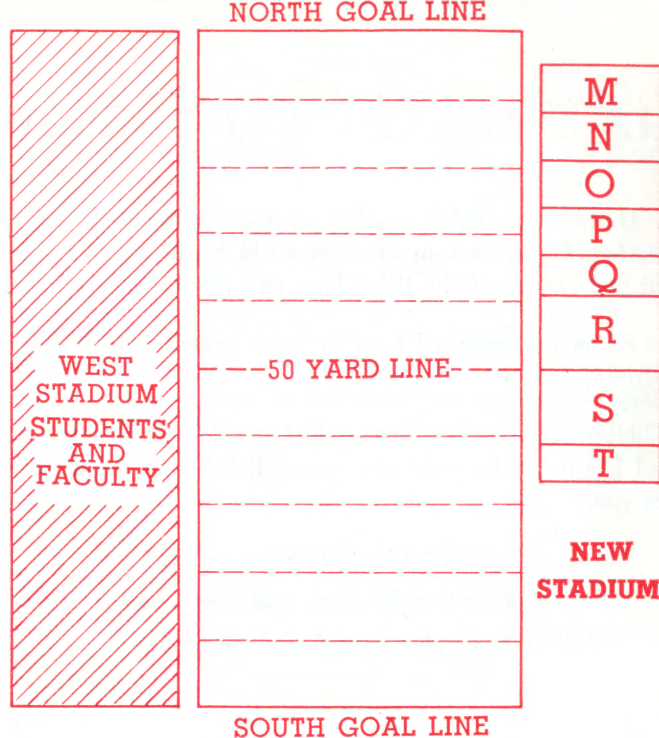 NORTH GOAL LINE
M
N
O
P
Q
R
S
T
50 YARD LINE
WEST
STADIUM
STUDENTS
AND
FACULTY
NEW
STADIUM
SOUTH GOAL LINE